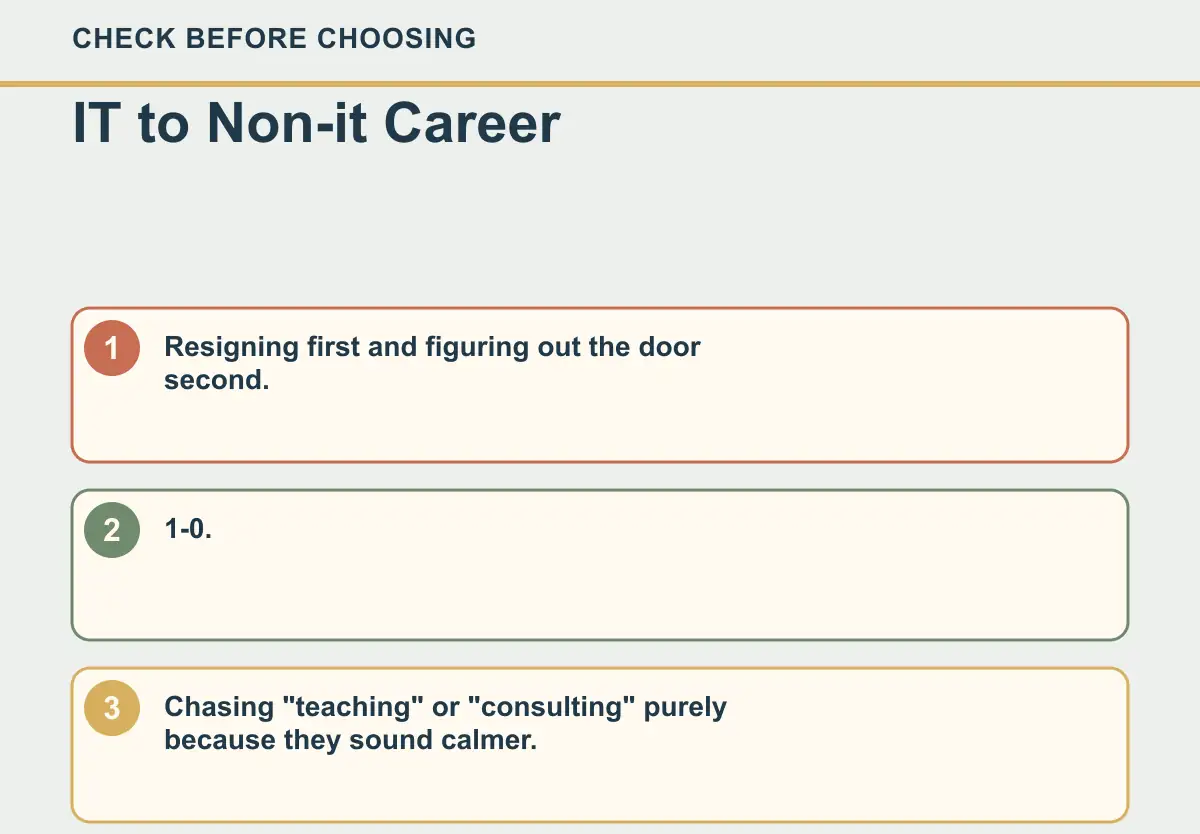 CHECK BEFORE CHOOSING
IT to Non-it Career
1
Resigning first and figuring out the door
second.
2
1-0.
3
Chasing "teaching" or "consulting" purely
because they sound calmer.